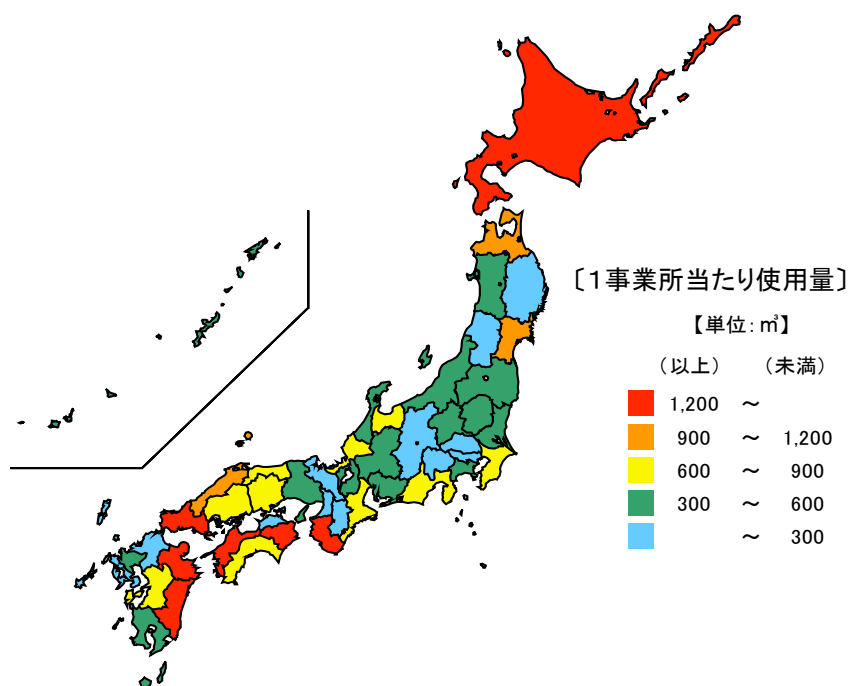 〔1事業所当たり使用量〕
【単位：㎥】
（以上） （未満）
1,200 ～
900 ～ 1,200
600 ～ 900
300 ～ 600
～ 300